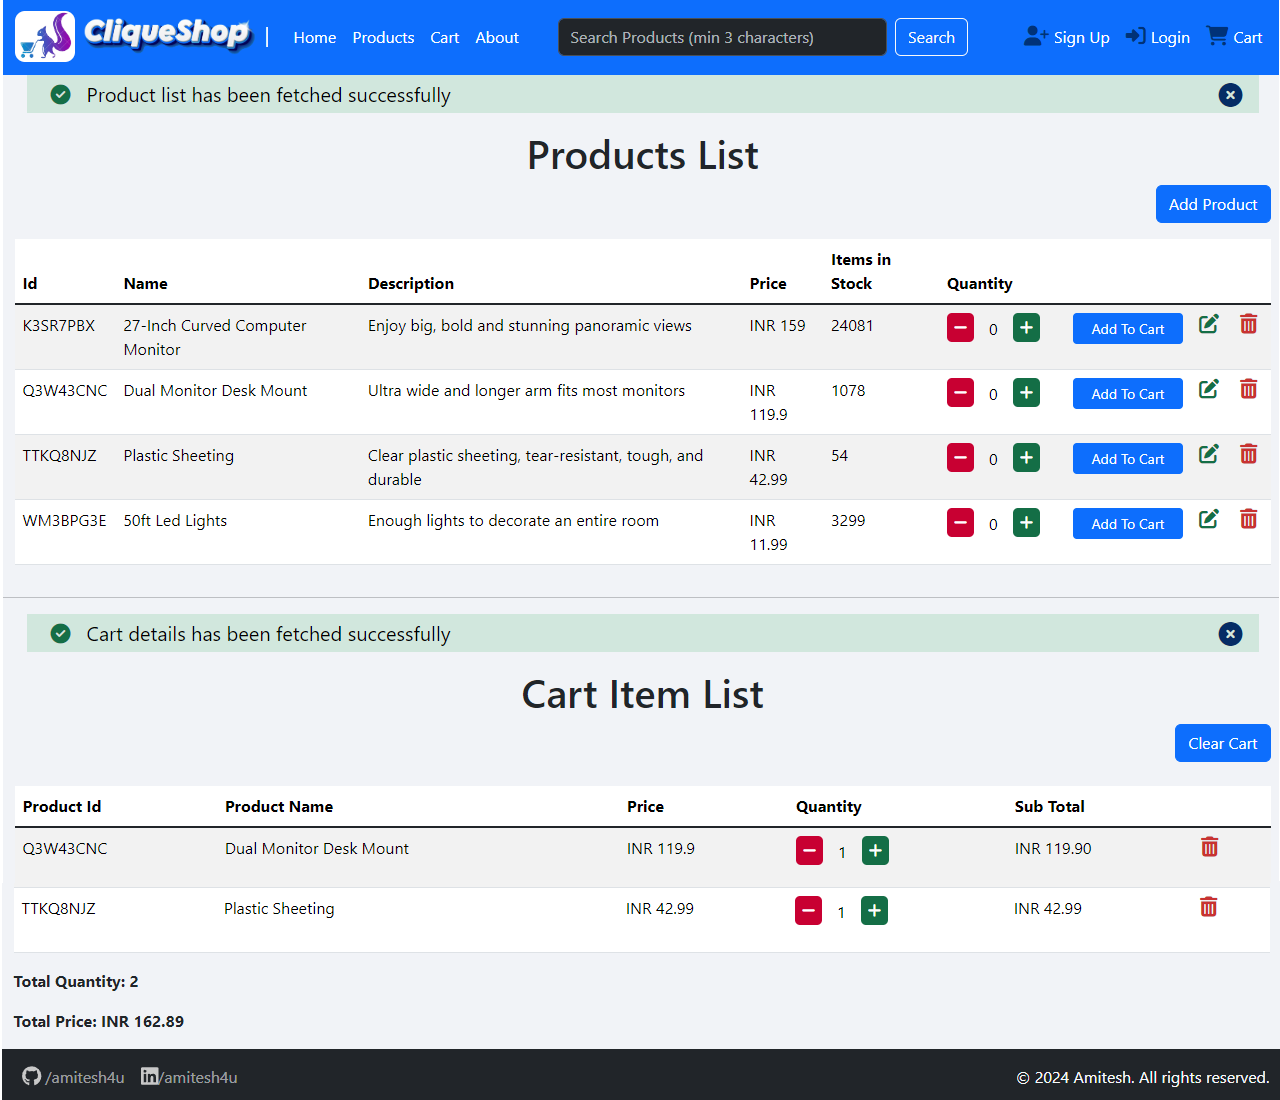 CliqueShop | Home Products Cart About Search Products (min 3 characters) Search Sign Up Login Cart
Product list has been fetched successfully
Products List
Add Product
Id Name Description Price Items in Stock Quantity
K3SR7PBX 27-Inch Curved Computer Monitor Enjoy big, bold and stunning panoramic views INR 159 24081 0 Add To Cart
Q3W43CNC Dual Monitor Desk Mount Ultra wide and longer arm fits most monitors INR 119.9 1078 0 Add To Cart
TTKQ8NJZ Plastic Sheeting Clear plastic sheeting, tear-resistant, tough, and durable INR 42.99 54 0 Add To Cart
WM3BPG3E 50ft Led Lights Enough lights to decorate an entire room INR 11.99 3299 0 Add To Cart
Cart details has been fetched successfully
Cart Item List
Clear Cart
Product Id Product Name Price Quantity Sub Total
Q3W43CNC Dual Monitor Desk Mount INR 119.9 1 INR 119.90
TTKQ8NJZ Plastic Sheeting INR 42.99 1 INR 42.99
Total Quantity: 2
Total Price: INR 162.89
/amitesh4u in/amitesh4u © 2024 Amitesh. All rights reserved.